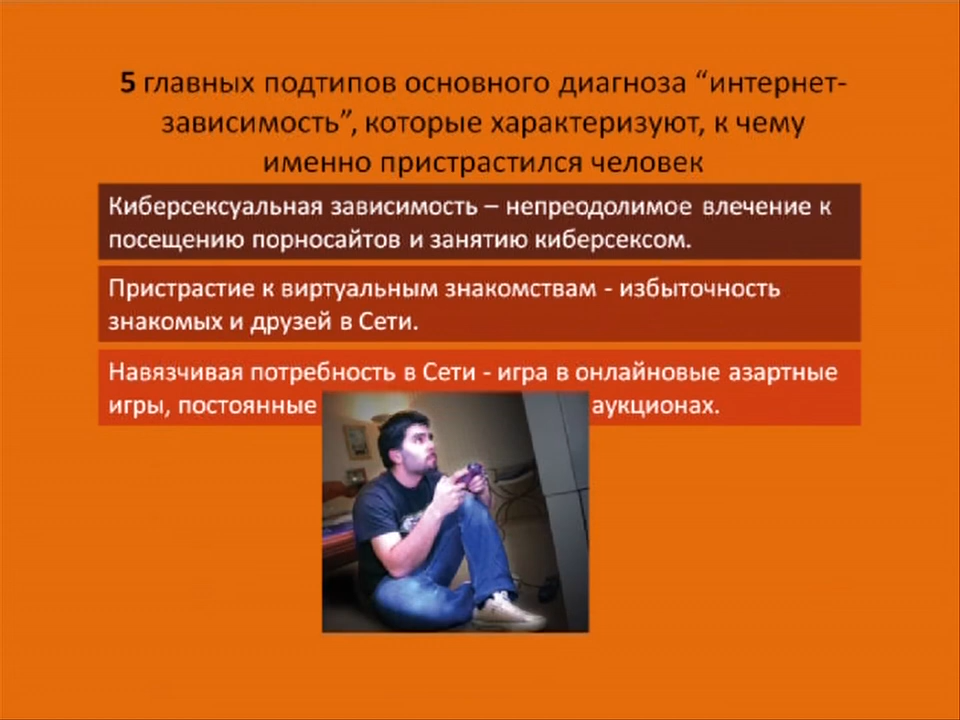 5 главных подтипов основного диагноза “интернет-
зависимость”, которые характеризуют, к чему
именно пристрастился человек
Киберсексуальная зависимость – непреодолимое влечение к
посещению порносайтов и занятию киберсексом.
Пристрастие к виртуальным знакомствам - избыточность
знакомых и друзей в Сети.
Навязчивая потребность в Сети - игра в онлайновые азартные
игры, постоянные аукционах.